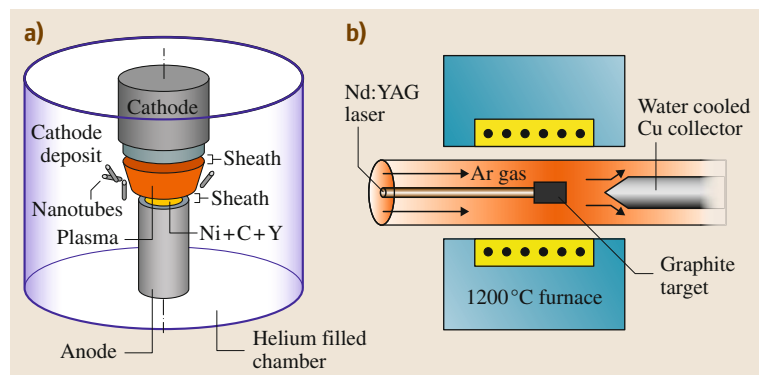 a)
Cathode
Cathode
deposit
Sheath
Sheath
Nanotubes
Plasma
Ni+C+Y
Anode
Helium filled
chamber
b)
Nd:YAG
laser
Water cooled
Cu collector
Ar gas
Graphite
target
1200°C furnace